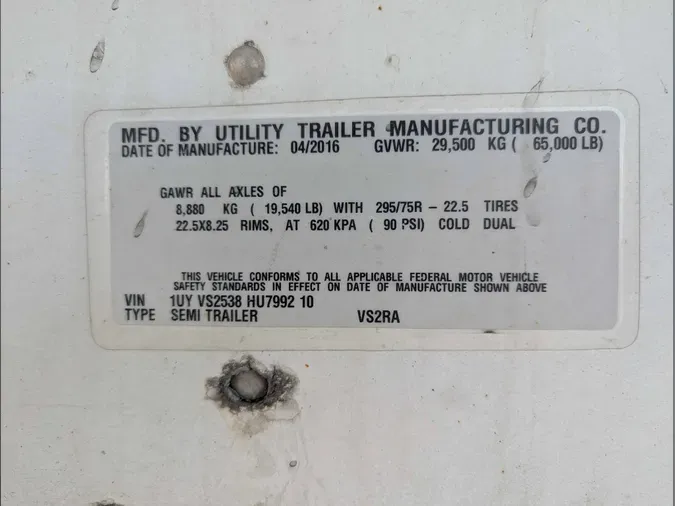 MFD. BY UTILITY TRAILER MANUFACTURING CO.
DATE OF MANUFACTURE: 04/2016 GVWR: 29,500 KG ( 65,000 LB)
GAWR ALL AXLES OF
8,880 KG ( 19,540 LB) WITH 295/75R - 22.5 TIRES
22.5X8.25 RIMS, AT 620 KPA ( 90 PSI) COLD DUAL
THIS VEHICLE CONFORMS TO ALL APPLICABLE FEDERAL MOTOR VEHICLE
SAFETY STANDARDS IN EFFECT ON DATE OF MANUFACTURE SHOWN ABOVE
VIN 1UY VS2538 HU7992 10
TYPE SEMI TRAILER VS2RA